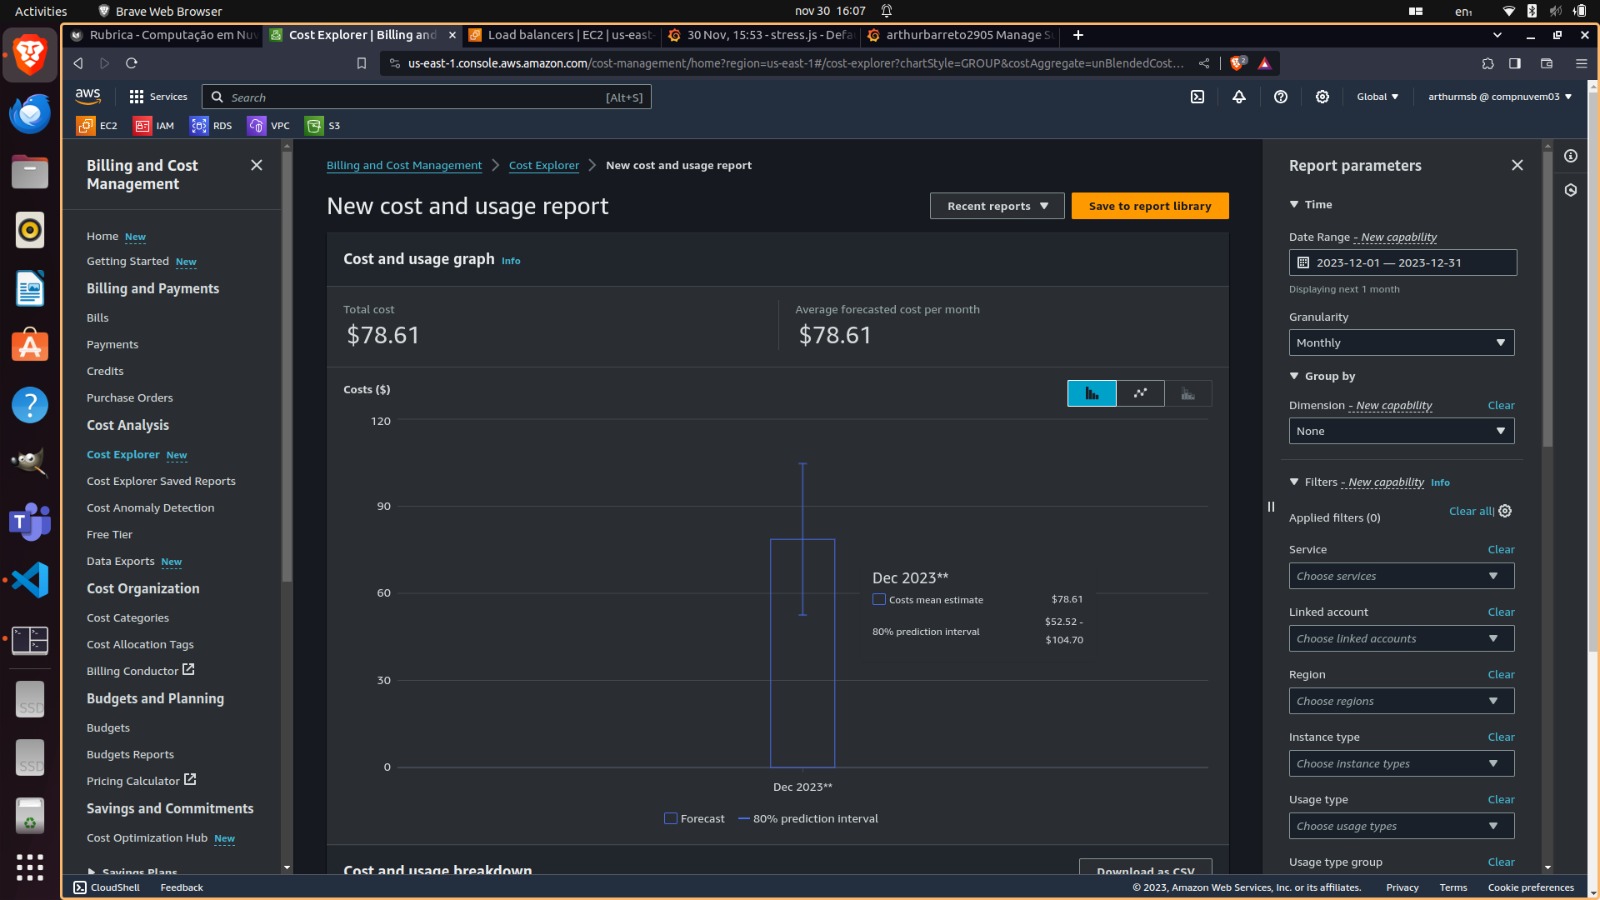 Activities
Brave Web Browser
nov 30 16:07
en₁
Rubrica - Computação em Nuv
Cost Explorer | Billing and
Load balancers | EC2 | us-east-
30 Nov, 15:53 - stress.js - Defa
arthurbarreto2905 Manage S
us-east-1.console.aws.amazon.com/cost-management/home?region=us-east-1#/cost-explorer?chartStyle=GROUP&costAggregate=unBlendedCost...
aws
Services
Search
[Alt+S]
Global
arthurmsb @ compnuvem03
EC2
IAM
RDS
VPC
S3
Billing and Cost
Management
Home New
Getting Started New
Billing and Payments
Bills
Payments
Credits
Purchase Orders
Cost Analysis
Cost Explorer New
Cost Explorer Saved Reports
Cost Anomaly Detection
Free Tier
Data Exports New
Cost Organization
Cost Categories
Cost Allocation Tags
Billing Conductor
Budgets and Planning
Budgets
Budgets Reports
Pricing Calculator
Savings and Commitments
Cost Optimization Hub New
Savings Plans
Billing and Cost Management
Cost Explorer
New cost and usage report
New cost and usage report
Recent reports
Save to report library
Cost and usage graph Info
Total cost
$78.61
Average forecasted cost per month
$78.61
Costs ($)
120
90
60
30
0
Dec 2023**
Costs mean estimate $78.61
80% prediction interval $52.52 -
$104.70
Dec 2023**
Forecast
80% prediction interval
Cost and usage breakdown
Download as CSV
Report parameters
Time
Date Range - New capability
2023-12-01 — 2023-12-31
Displaying next 1 month
Granularity
Monthly
Group by
Dimension - New capability Clear
None
Filters - New capability Info
Applied filters (0)
Clear all
Service Clear
Choose services
Linked account Clear
Choose linked accounts
Region Clear
Choose regions
Instance type Clear
Choose instance types
Usage type Clear
Choose usage types
Usage type group Clear
SSD
SSD
CloudShell
Feedback
© 2023, Amazon Web Services, Inc. or its affiliates.
Privacy
Terms
Cookie preferences